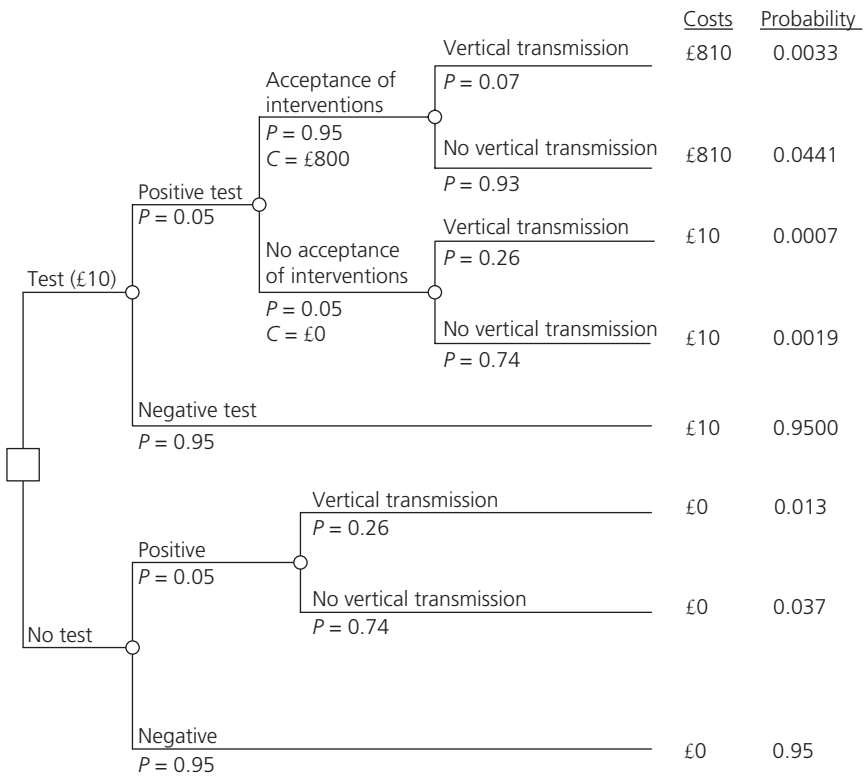 Costs Probability
Vertical transmission
£810 0.0033
P = 0.07
Acceptance of
interventions
P = 0.95
C = £800
No vertical transmission
£810 0.0441
P = 0.93
Positive test
P = 0.05
Vertical transmission
£10 0.0007
P = 0.26
No acceptance
of interventions
P = 0.05
C = £0
No vertical transmission
£10 0.0019
P = 0.74
Test (£10)
Negative test
£10 0.9500
P = 0.95
Vertical transmission
£0 0.013
P = 0.26
Positive
P = 0.05
No vertical transmission
£0 0.037
P = 0.74
No test
Negative
£0 0.95
P = 0.95